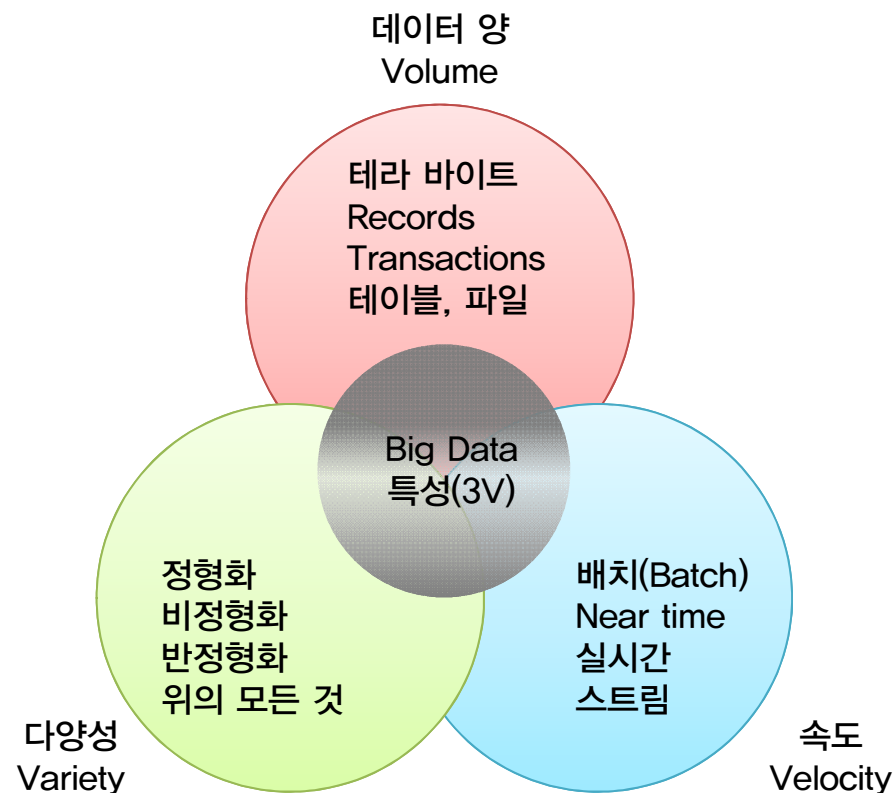 데이터 양
Volume
테라 바이트
Records
Transactions
테이블, 파일
Big Data
특성(3V)
정형화
비정형화
반정형화
위의 모든 것
배치(Batch)
Near time
실시간
스트림
다양성
Variety
속도
Velocity